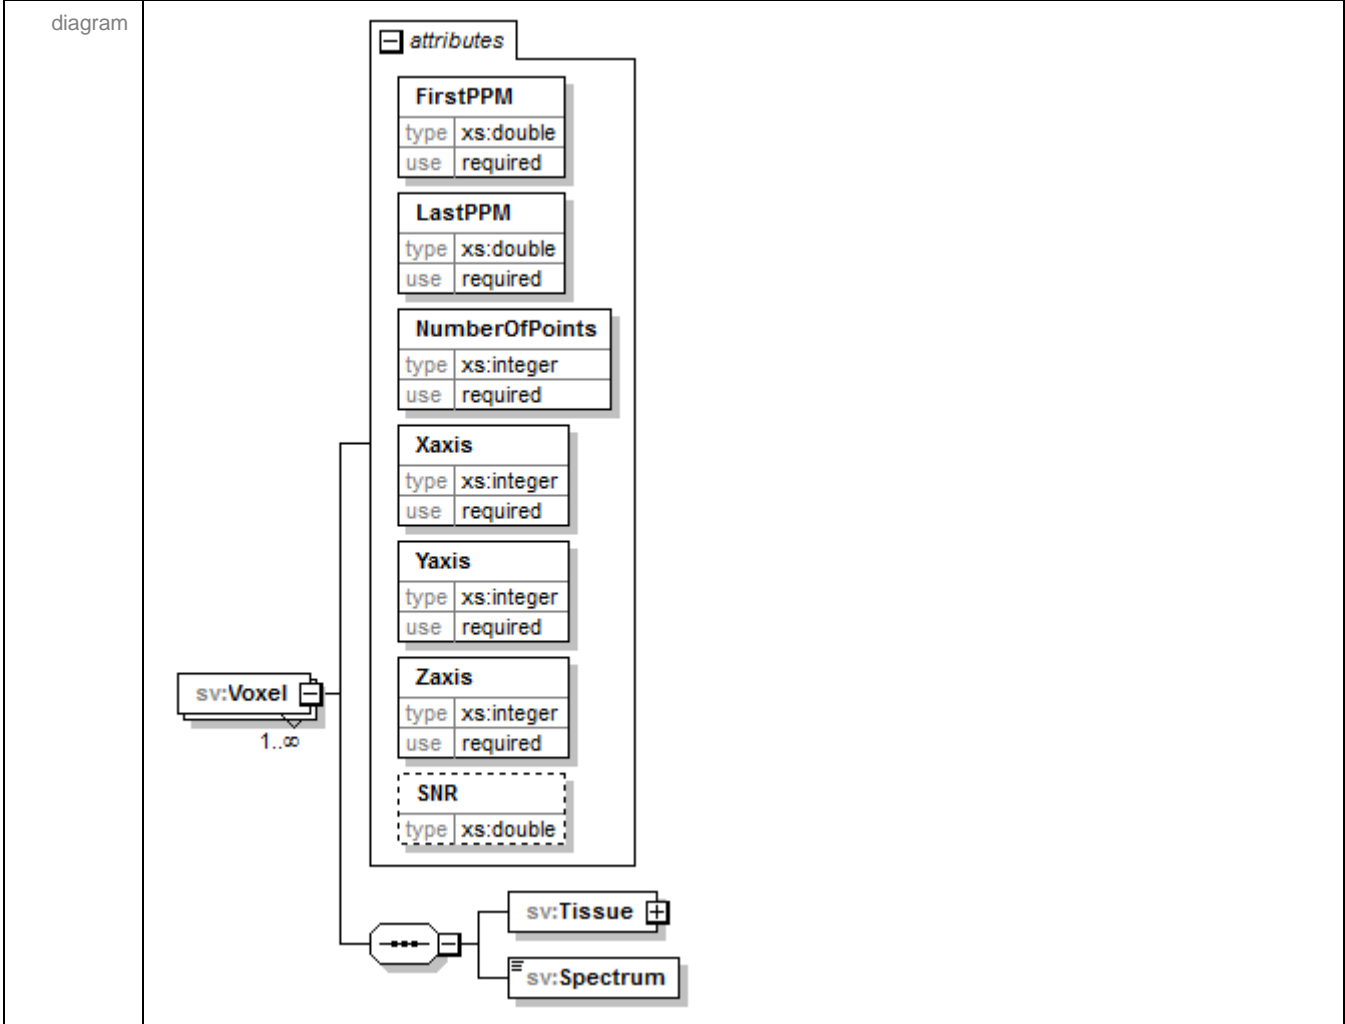 diagram
attributes
FirstPPM
type xs:double
use required
LastPPM
type xs:double
use required
NumberOfPoints
type xs:integer
use required
Xaxis
type xs:integer
use required
Yaxis
type xs:integer
use required
Zaxis
type xs:integer
use required
sv:Voxel
1..∞
SNR
type xs:double
sv:Tissue
sv:Spectrum